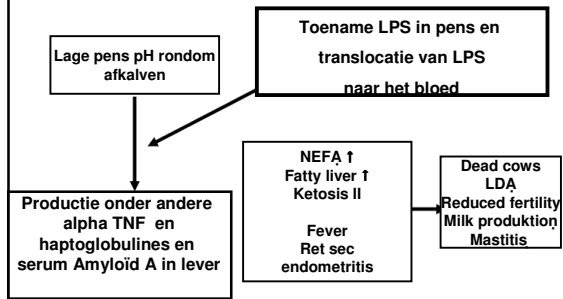 Toename LPS in pens en
translocatie van LPS
naar het bloed
Lage pens pH rondom
afkalven
NEFA ↑
Fatty liver ↑
Ketosis II
Fever
Ret sec
endometritis
Dead cows
LDA
Reduced fertility
Milk produktion
Mastitis
Productie onder andere
alpha TNF en
haptoglobulines en
serum Amyloïd A in lever